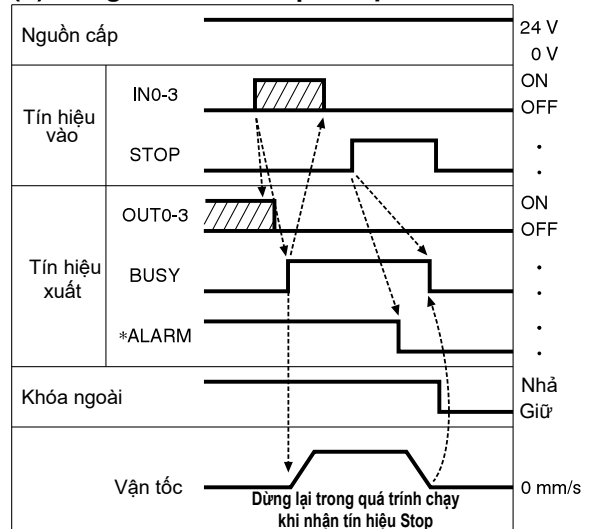 Nguồn cấp
24 V
0 V
Tín hiệu vào
IN0-3
ON
OFF
STOP
Tín hiệu xuất
OUT0-3
ON
OFF
BUSY
*ALARM
Khóa ngoài
Nhả
Giữ
Vận tốc
0 mm/s
Dừng lại trong quá trình chạy
khi nhận tín hiệu Stop